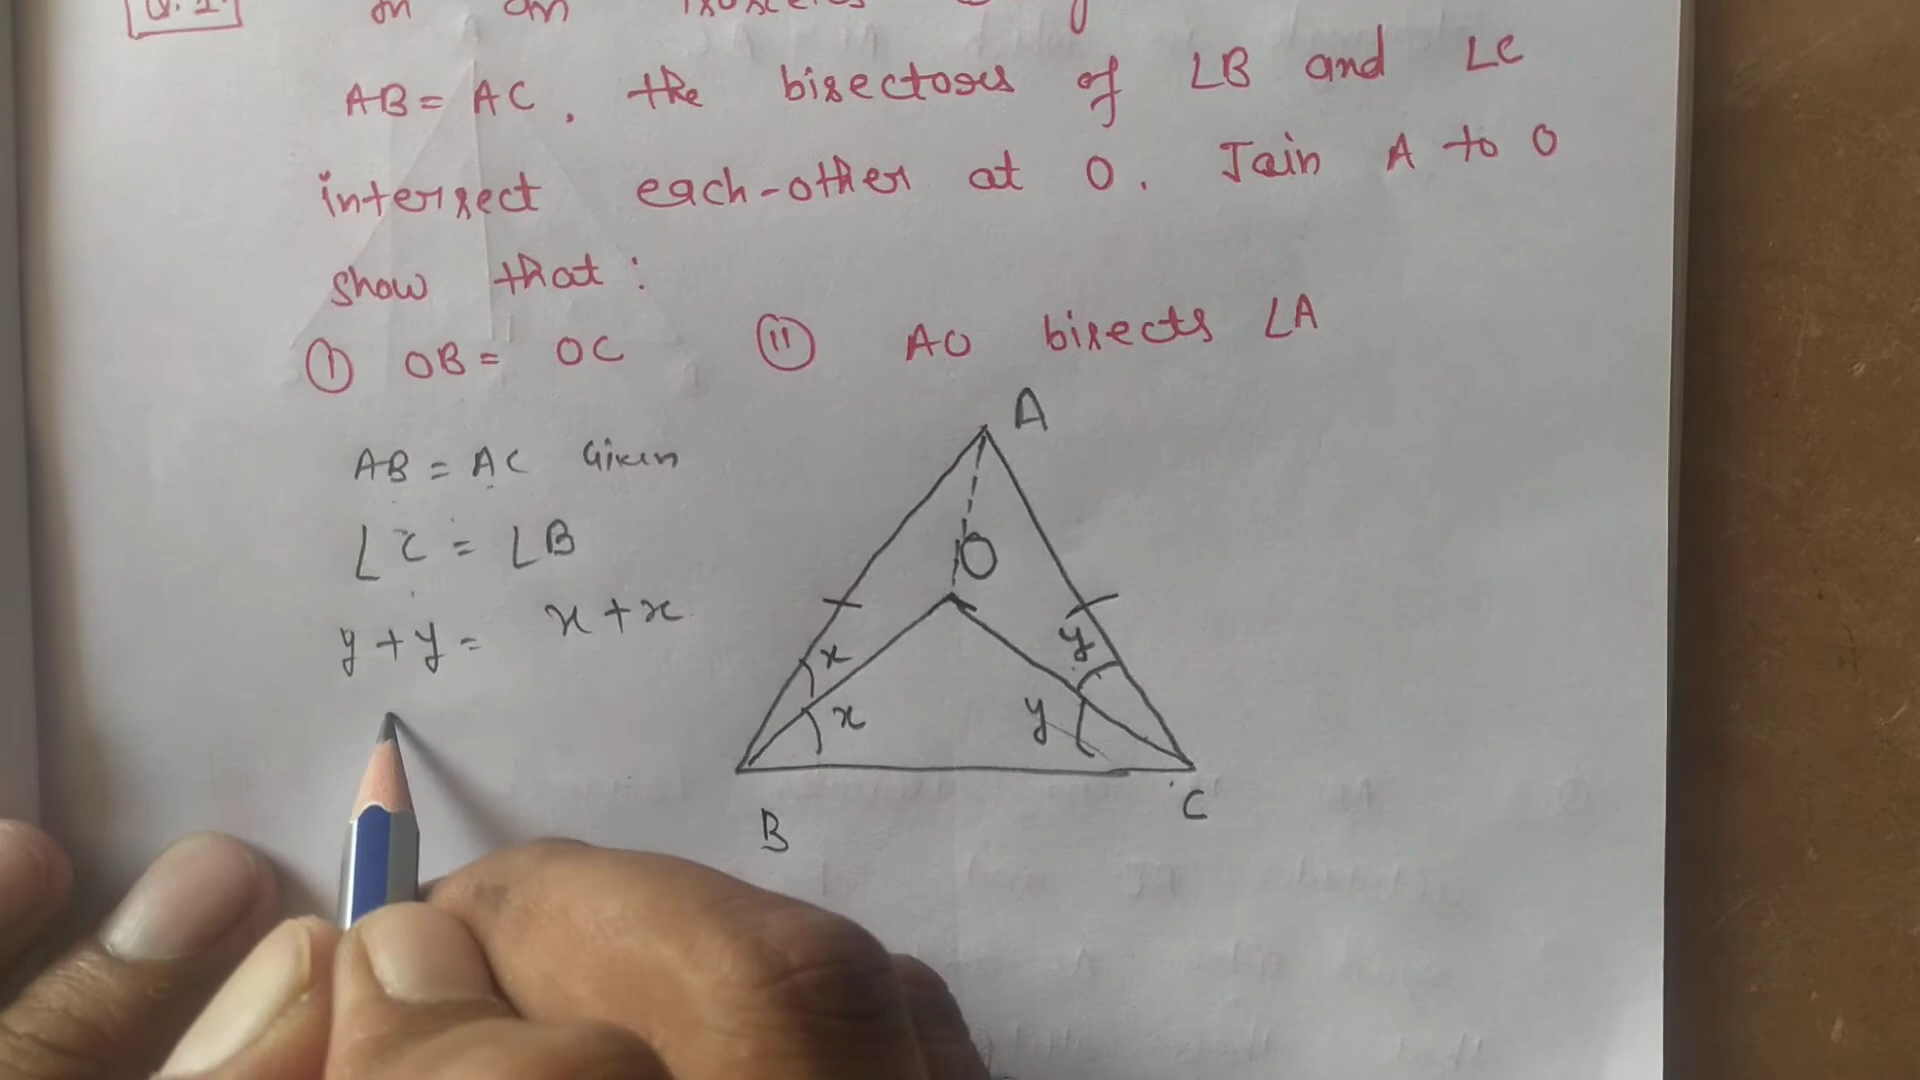 AB = AC, the bisectors of ∠B and ∠C
intersect each-other at O. Join A to O
show that :
(i) OB = OC (ii) AO bisects ∠A
AB = AC Given
∠C = ∠B
y + y = x + x
A
O
x
y
x
y
B
C